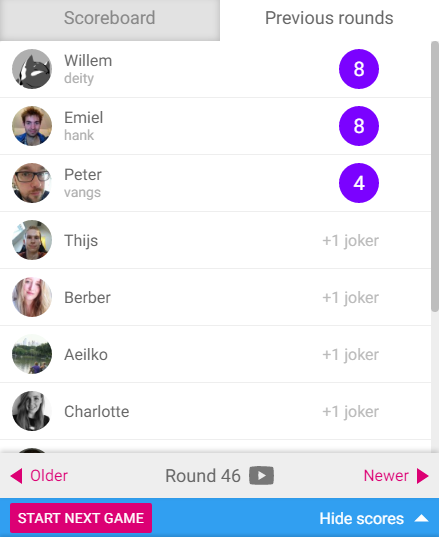 Scoreboard Previous rounds
Willem
deity
8
Emiel
hank
8
Peter
vangs
4
Thijs +1 joker
Berber +1 joker
Aeilko +1 joker
Charlotte +1 joker
Older Round 46 Newer
START NEXT GAME Hide scores